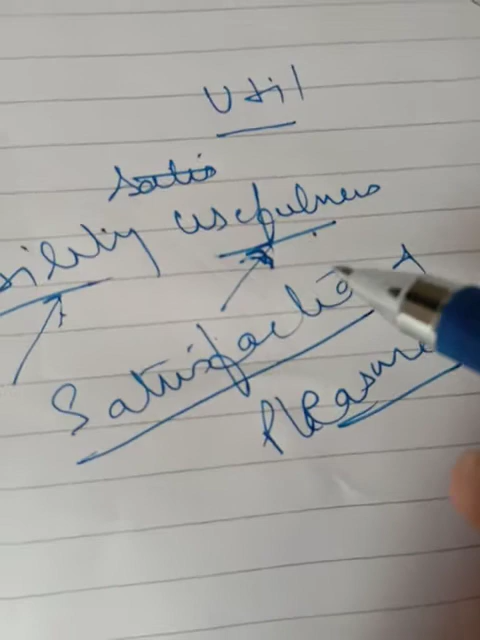 Util
Satis
usefulness
Satisfaction
Pleasure